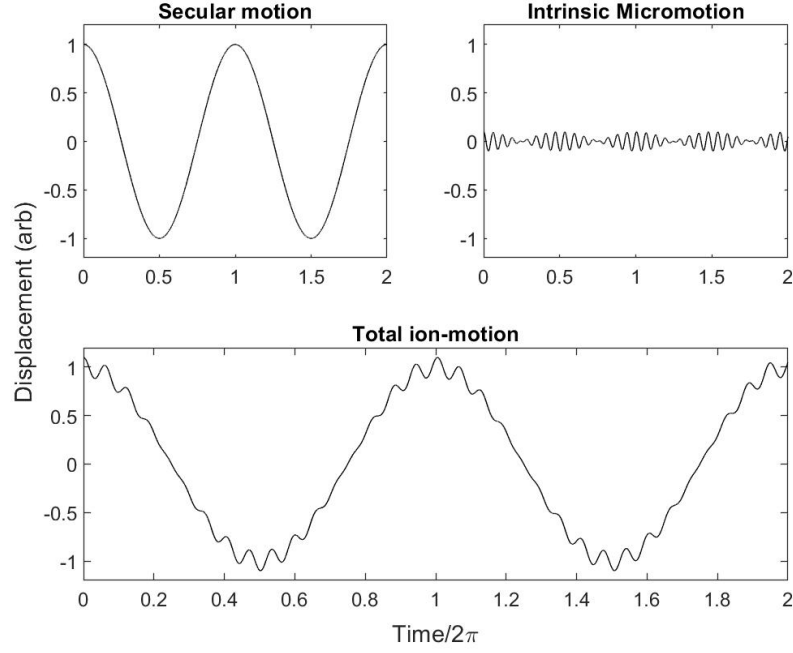 Secular motion
Intrinsic Micromotion
1
0.5
0
-0.5
-1
0 0.5 1 1.5 2
1
0.5
0
-0.5
-1
0 0.5 1 1.5 2
Displacement (arb)
Total ion-motion
1
0.5
0
-0.5
-1
0 0.2 0.4 0.6 0.8 1 1.2 1.4 1.6 1.8 2
Time/2π